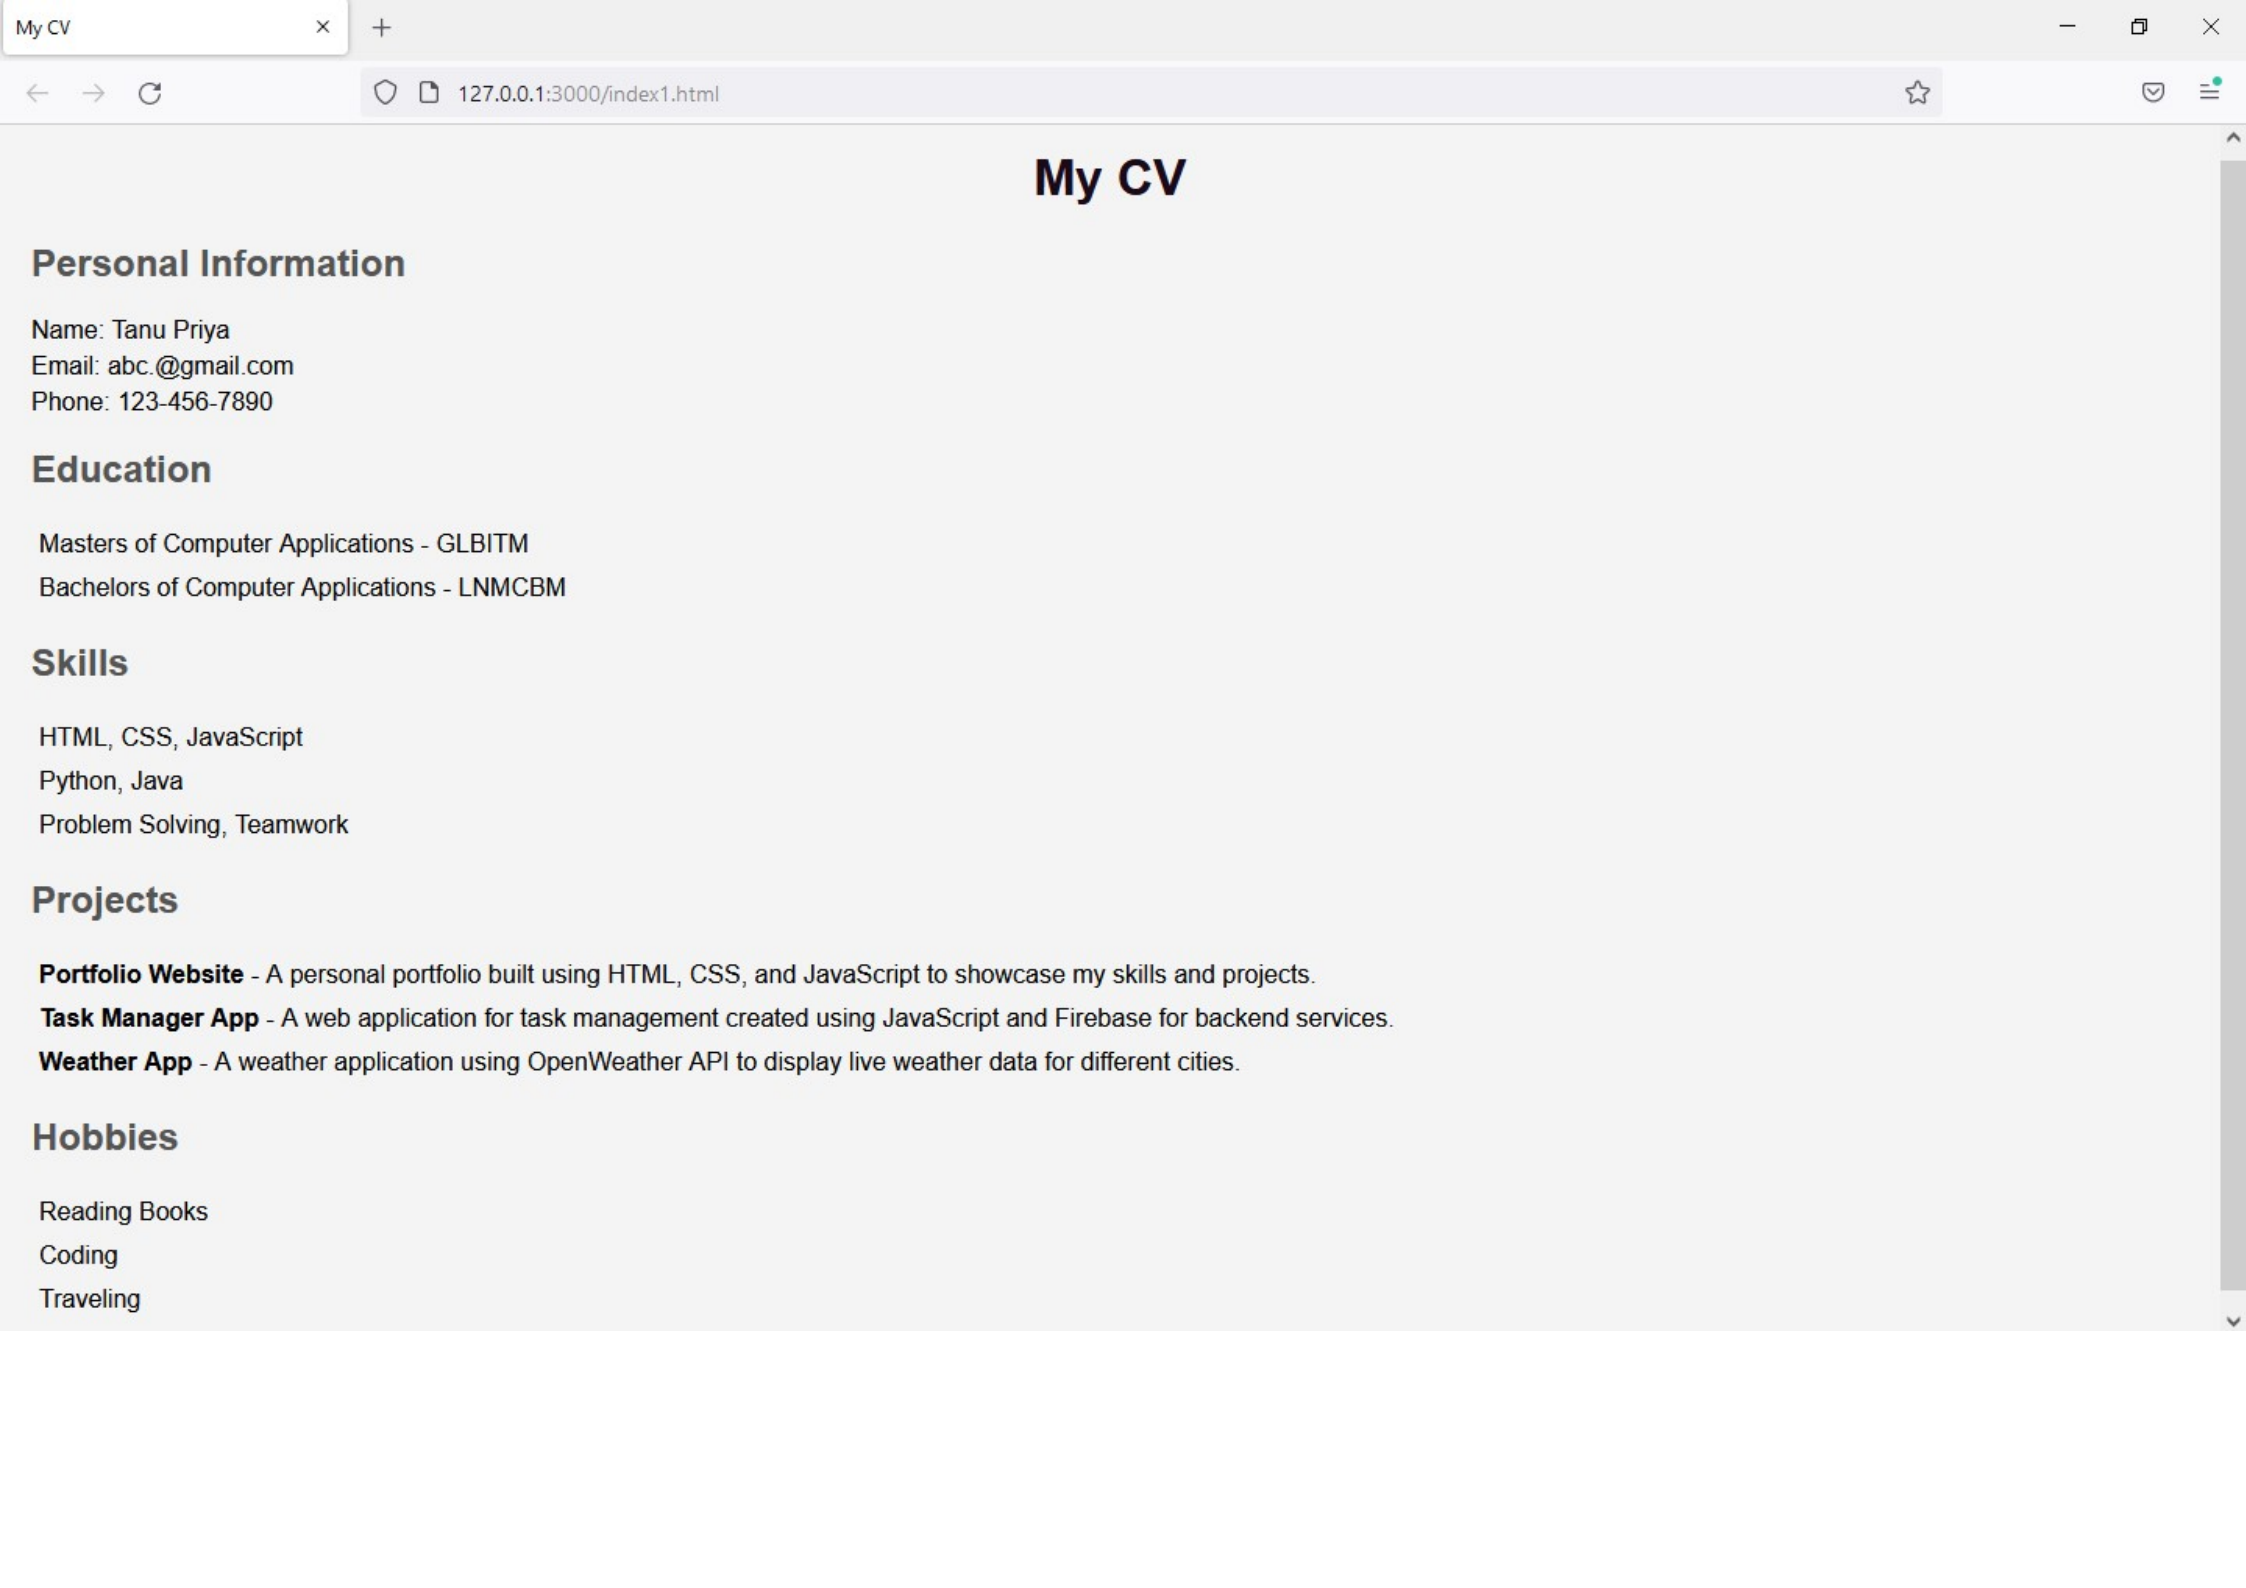 My CV
127.0.0.1:3000/index1.html
My CV
Personal Information
Name: Tanu Priya
Email: abc.@gmail.com
Phone: 123-456-7890
Education
Masters of Computer Applications - GLBITM
Bachelors of Computer Applications - LNMCBM
Skills
HTML, CSS, JavaScript
Python, Java
Problem Solving, Teamwork
Projects
Portfolio Website - A personal portfolio built using HTML, CSS, and JavaScript to showcase my skills and projects.
Task Manager App - A web application for task management created using JavaScript and Firebase for backend services.
Weather App - A weather application using OpenWeather API to display live weather data for different cities.
Hobbies
Reading Books
Coding
Traveling